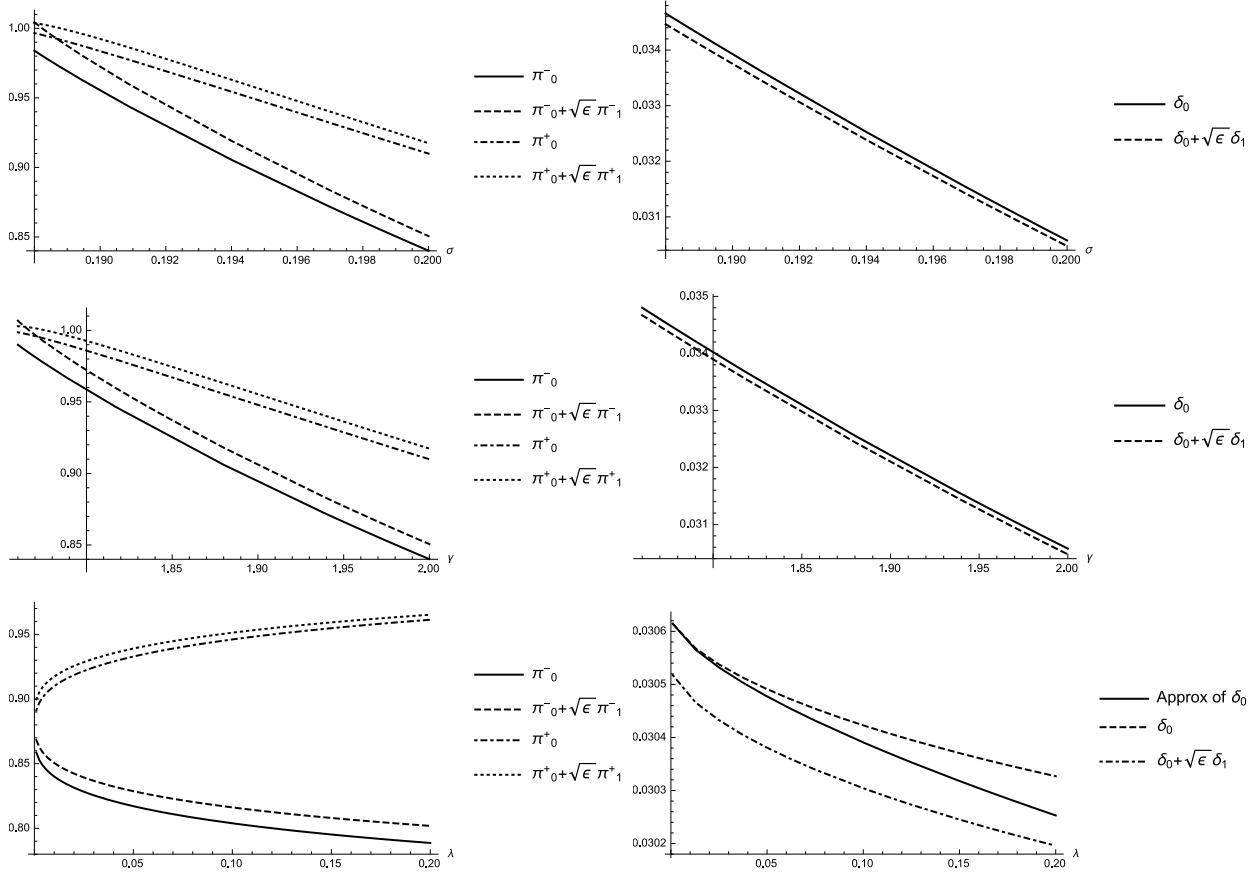 1.00
0.95
0.90
0.85
0.190 0.192 0.194 0.196 0.198 0.200 σ
π⁻₀
π⁻₀+√ϵ π⁻₁
π⁺₀
π⁺₀+√ϵ π⁺₁
0.034
0.033
0.032
0.031
0.190 0.192 0.194 0.196 0.198 0.200 σ
δ₀
δ₀+√ϵ δ₁
1.00
0.95
0.90
0.85
1.85 1.90 1.95 2.00 γ
π⁻₀
π⁻₀+√ϵ π⁻₁
π⁺₀
π⁺₀+√ϵ π⁺₁
0.035
0.034
0.033
0.032
0.031
1.85 1.90 1.95 2.00 γ
δ₀
δ₀+√ϵ δ₁
0.95
0.90
0.85
0.80
0.05 0.10 0.15 0.20 λ
π⁻₀
π⁻₀+√ϵ π⁻₁
π⁺₀
π⁺₀+√ϵ π⁺₁
0.0306
0.0305
0.0304
0.0303
0.0202
0.05 0.10 0.15 0.20 λ
Approx of δ₀
δ₀
δ₀+√ϵ δ₁